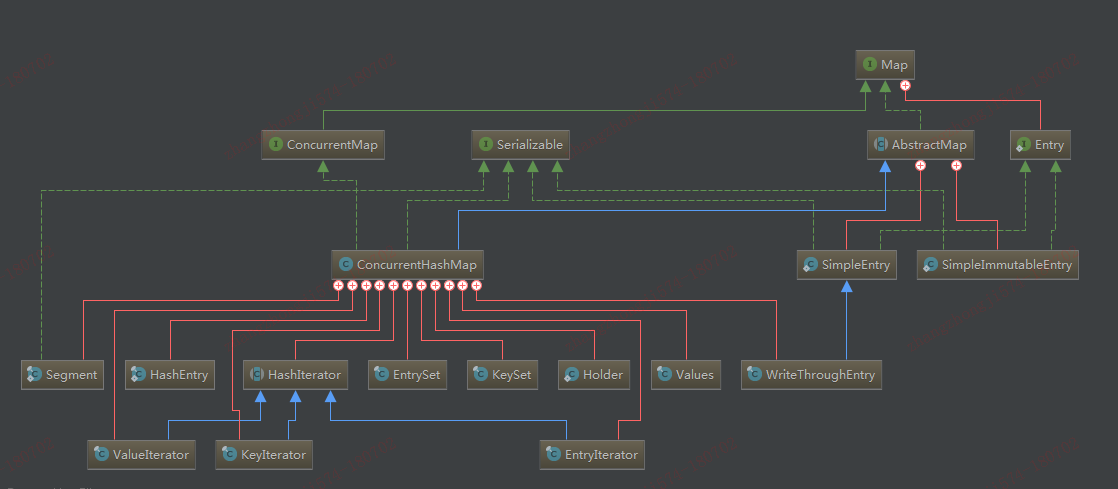 Map
ConcurrentMap
Serializable
AbstractMap
Entry
ConcurrentHashMap
SimpleEntry
SimpleImmutableEntry
Segment
HashEntry
HashIterator
EntrySet
KeySet
Holder
Values
WriteThroughEntry
ValueIterator
KeyIterator
EntryIterator